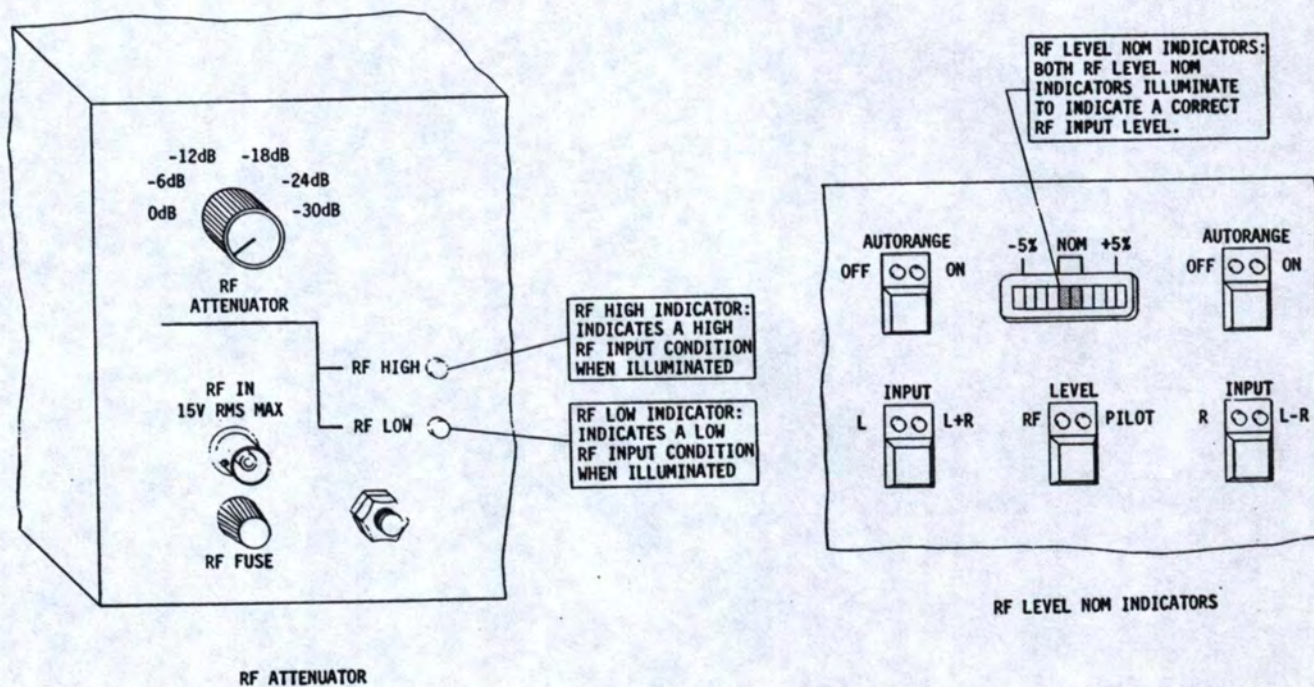 -12dB -18dB
-6dB -24dB
0dB -30dB
RF
ATTENUATOR
RF HIGH
RF IN
15V RMS MAX
RF LOW
RF FUSE
RF ATTENUATOR
RF HIGH INDICATOR:
INDICATES A HIGH
RF INPUT CONDITION
WHEN ILLUMINATED
RF LOW INDICATOR:
INDICATES A LOW
RF INPUT CONDITION
WHEN ILLUMINATED
RF LEVEL NOM INDICATORS:
BOTH RF LEVEL NOM
INDICATORS ILLUMINATE
TO INDICATE A CORRECT
RF INPUT LEVEL.
AUTORANGE
OFF ON
-5% NOM +5%
AUTORANGE
OFF ON
INPUT
L L+R
LEVEL
RF PILOT
INPUT
R L-R
RF LEVEL NOM INDICATORS